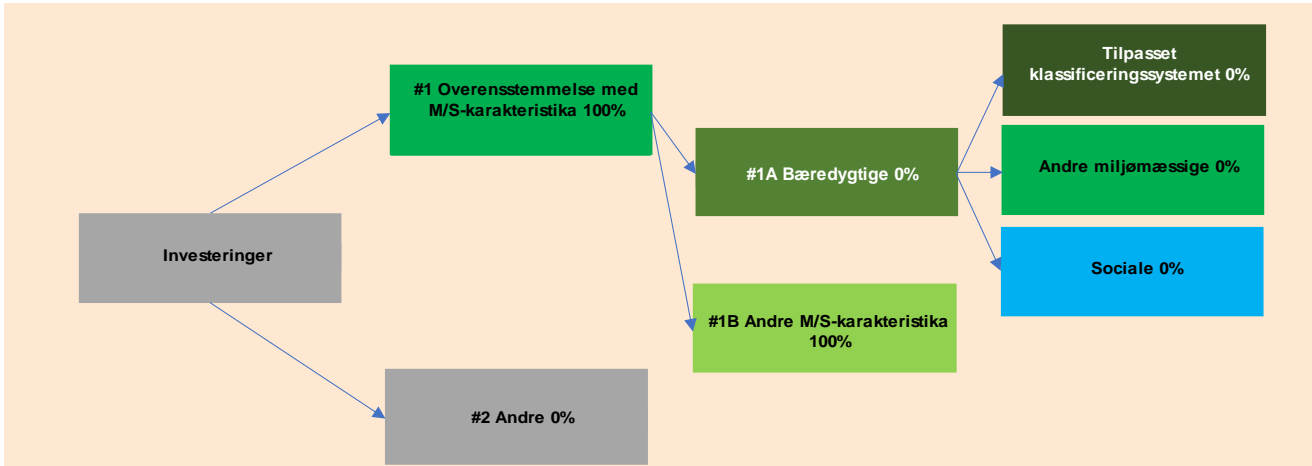 Investeringer
#1 Overensstemmelse med
M/S-karakteristika 100%
#2 Andre 0%
#1A Bæredygtige 0%
#1B Andre M/S-karakteristika
100%
Tilpasset
klassificeringssystemet 0%
Andre miljømæssige 0%
Sociale 0%